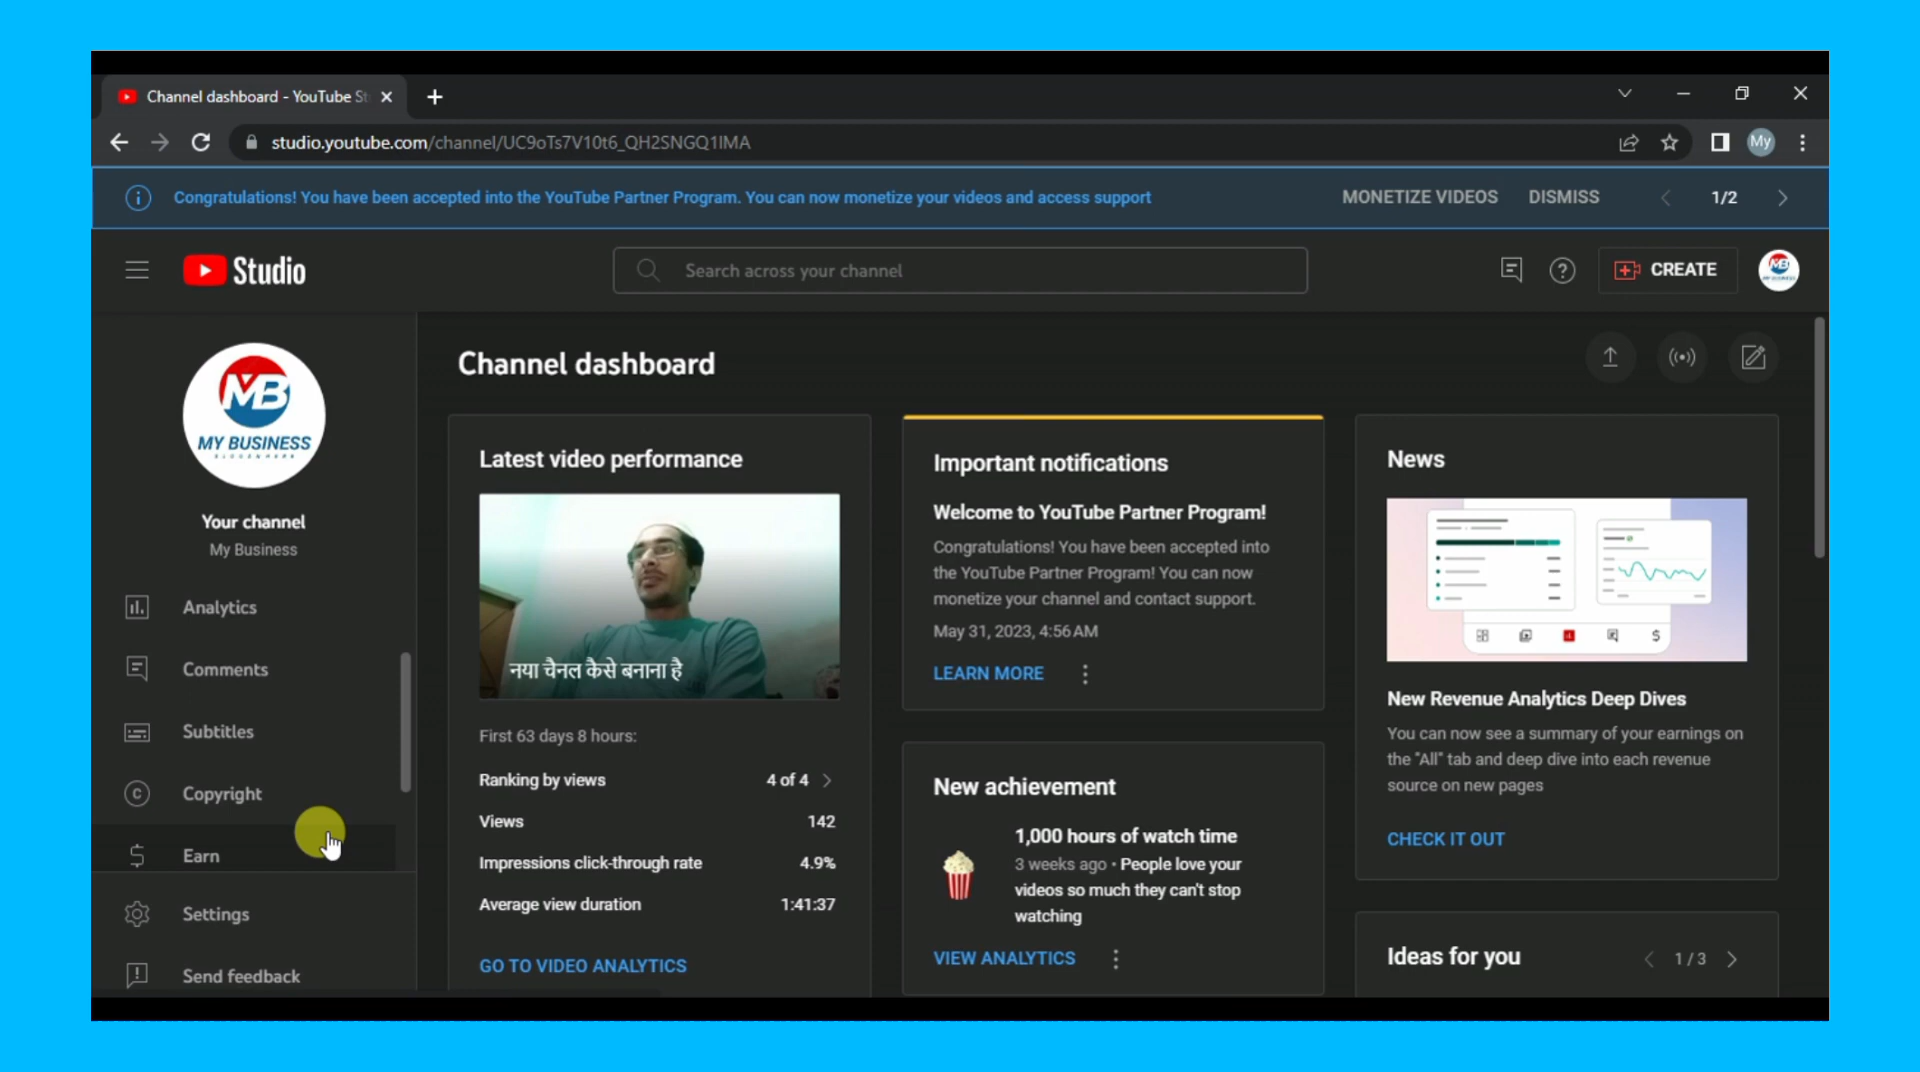 Channel dashboard - YouTube St
studio.youtube.com/channel/UC9oTs7V10t6_QH2SNGQ1IMA
My
Congratulations! You have been accepted into the YouTube Partner Program. You can now monetize your videos and access support
MONETIZE VIDEOS
DISMISS
1/2
Studio
Search across your channel
CREATE
MB
MY BUSINESS
Your channel
My Business
Analytics
Comments
Subtitles
Copyright
Earn
Settings
Send feedback
Channel dashboard
Latest video performance
नया चैनल कैसे बनाना है
First 63 days 8 hours:
Ranking by views 4 of 4
Views 142
Impressions click-through rate 4.9%
Average view duration 1:41:37
GO TO VIDEO ANALYTICS
Important notifications
Welcome to YouTube Partner Program!
Congratulations! You have been accepted into
the YouTube Partner Program! You can now
monetize your channel and contact support.
May 31, 2023, 4:56 AM
LEARN MORE
New achievement
1,000 hours of watch time
3 weeks ago • People love your
videos so much they can't stop
watching
VIEW ANALYTICS
News
New Revenue Analytics Deep Dives
You can now see a summary of your earnings on
the "All" tab and deep dive into each revenue
source on new pages
CHECK IT OUT
Ideas for you
1 / 3